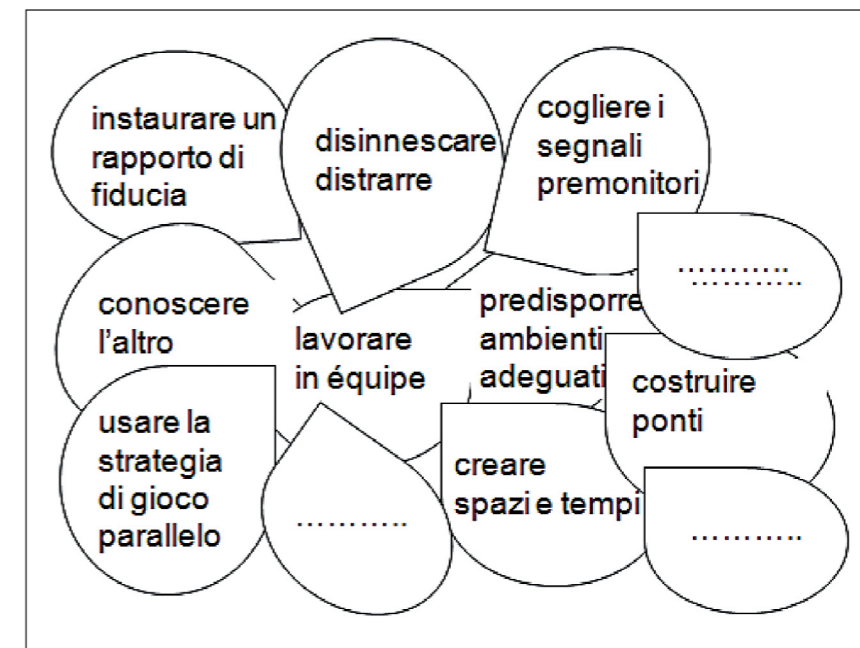 instaurare un
rapporto di
fiducia
disinnescare
distrarre
cogliere i
segnali
premonitori
…………..
…………..
conoscere
l'altro
lavorare
in équipe
predisporre
ambienti
adeguati
costruire
ponti
usare la
strategia
di gioco
parallelo
…………..
creare
spazi e tempi
…………..